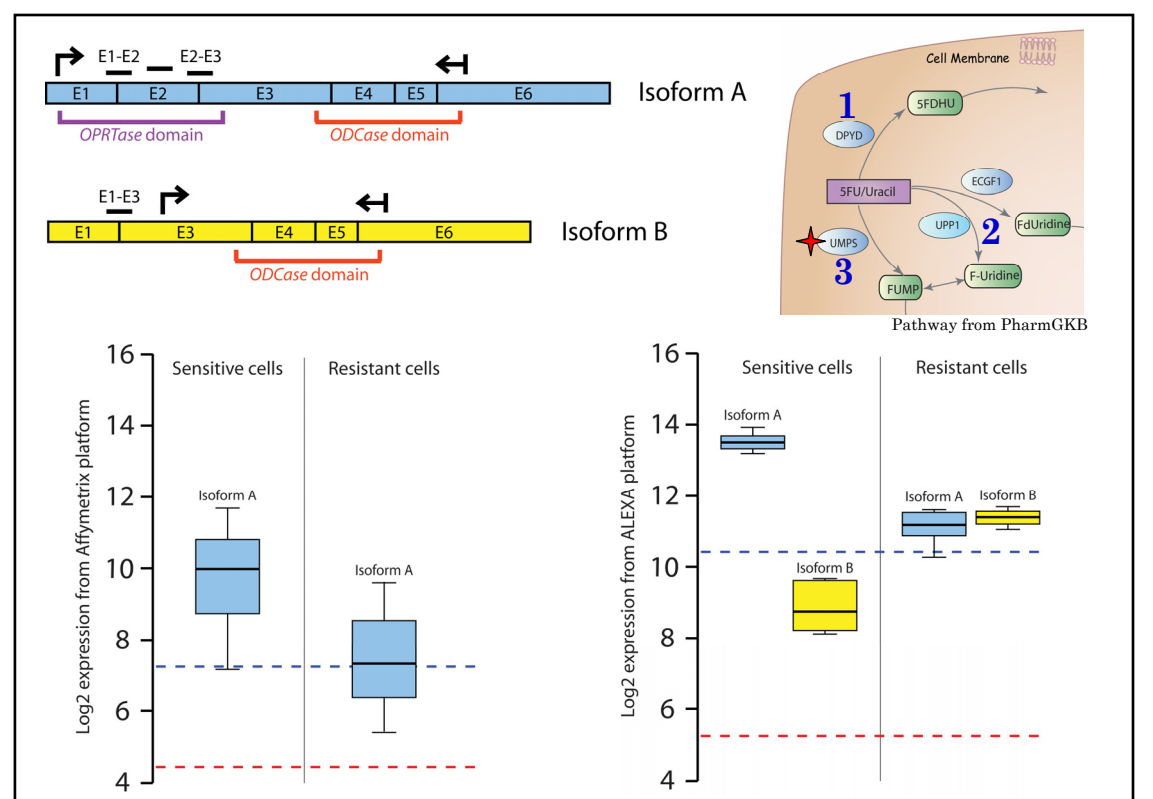 E1-E2 E2-E3
E1 E2 E3 E4 E5 E6 Isoform A
OPRTase domain ODCase domain
E1-E3
E1 E3 E4 E5 E6 Isoform B
ODCase domain
Cell Membrane
1 5FDHU
DPYD
5FU/Uracil ECGF1
UPP1 2 FdUridine
UMPS
3 FUMP F-Uridine
Pathway from PharmGKB
Log2 expression from Affymetrix platform
16
14
12
10
8
6
4
Sensitive cells Resistant cells
Isoform A
Isoform A
Log2 expression from ALEXA platform
16
14
12
10
8
6
4
Sensitive cells Resistant cells
Isoform A
Isoform B
Isoform A Isoform B